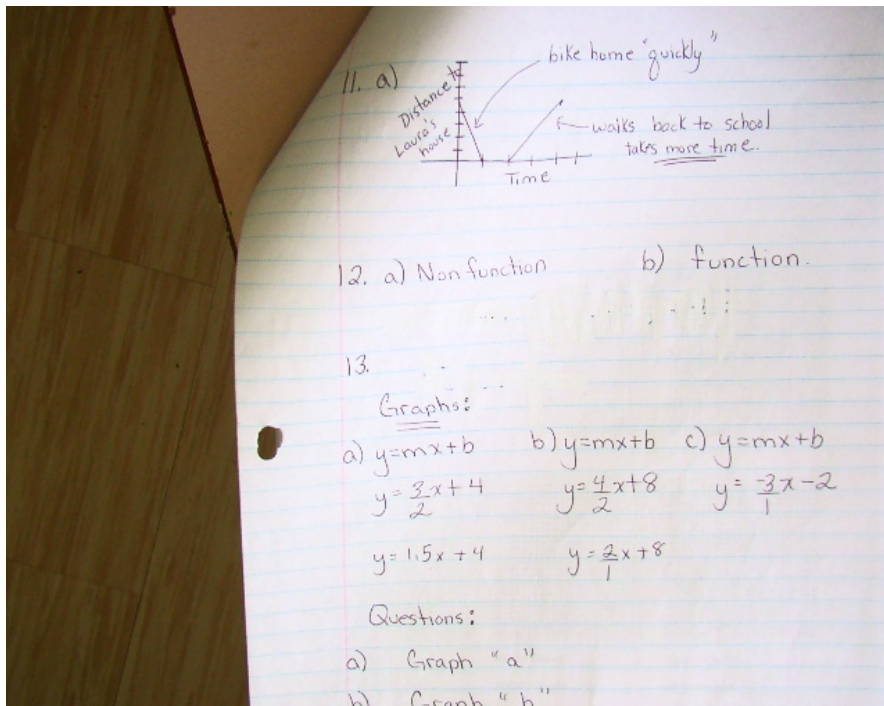 11. a)
bike home "quickly"
Distance to
Laura's
house
walks back to school
takes more time.
Time
12. a) Non function b) function.
13.
Graphs:
a) y=mx+b b) y=mx+b c) y=mx+b
y=3/2x+4 y=4/2x+8 y=-3/1x-2
y=1.5x+4 y=2/1x+8
Questions:
a) Graph "a"
b) Graph "b"